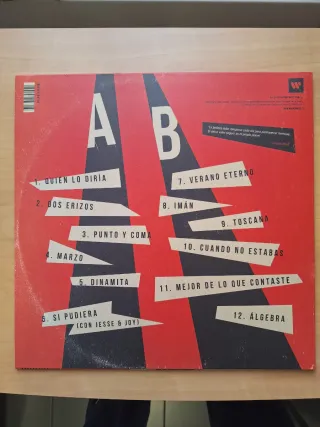 A
B
1. QUIEN LO DIRÍA
2. DOS ERIZOS
3. PUNTO Y COMA
4. MARZO
5. DINAMITA
6. SI PUDIERA
(CON JESSE & JOY)
7. VERANO ETERNO
8. IMÁN
9. TOSCANA
10. CUANDO NO ESTABAS
11. MEJOR DE LO QUE CONTASTE
12. ÁLGEBRA